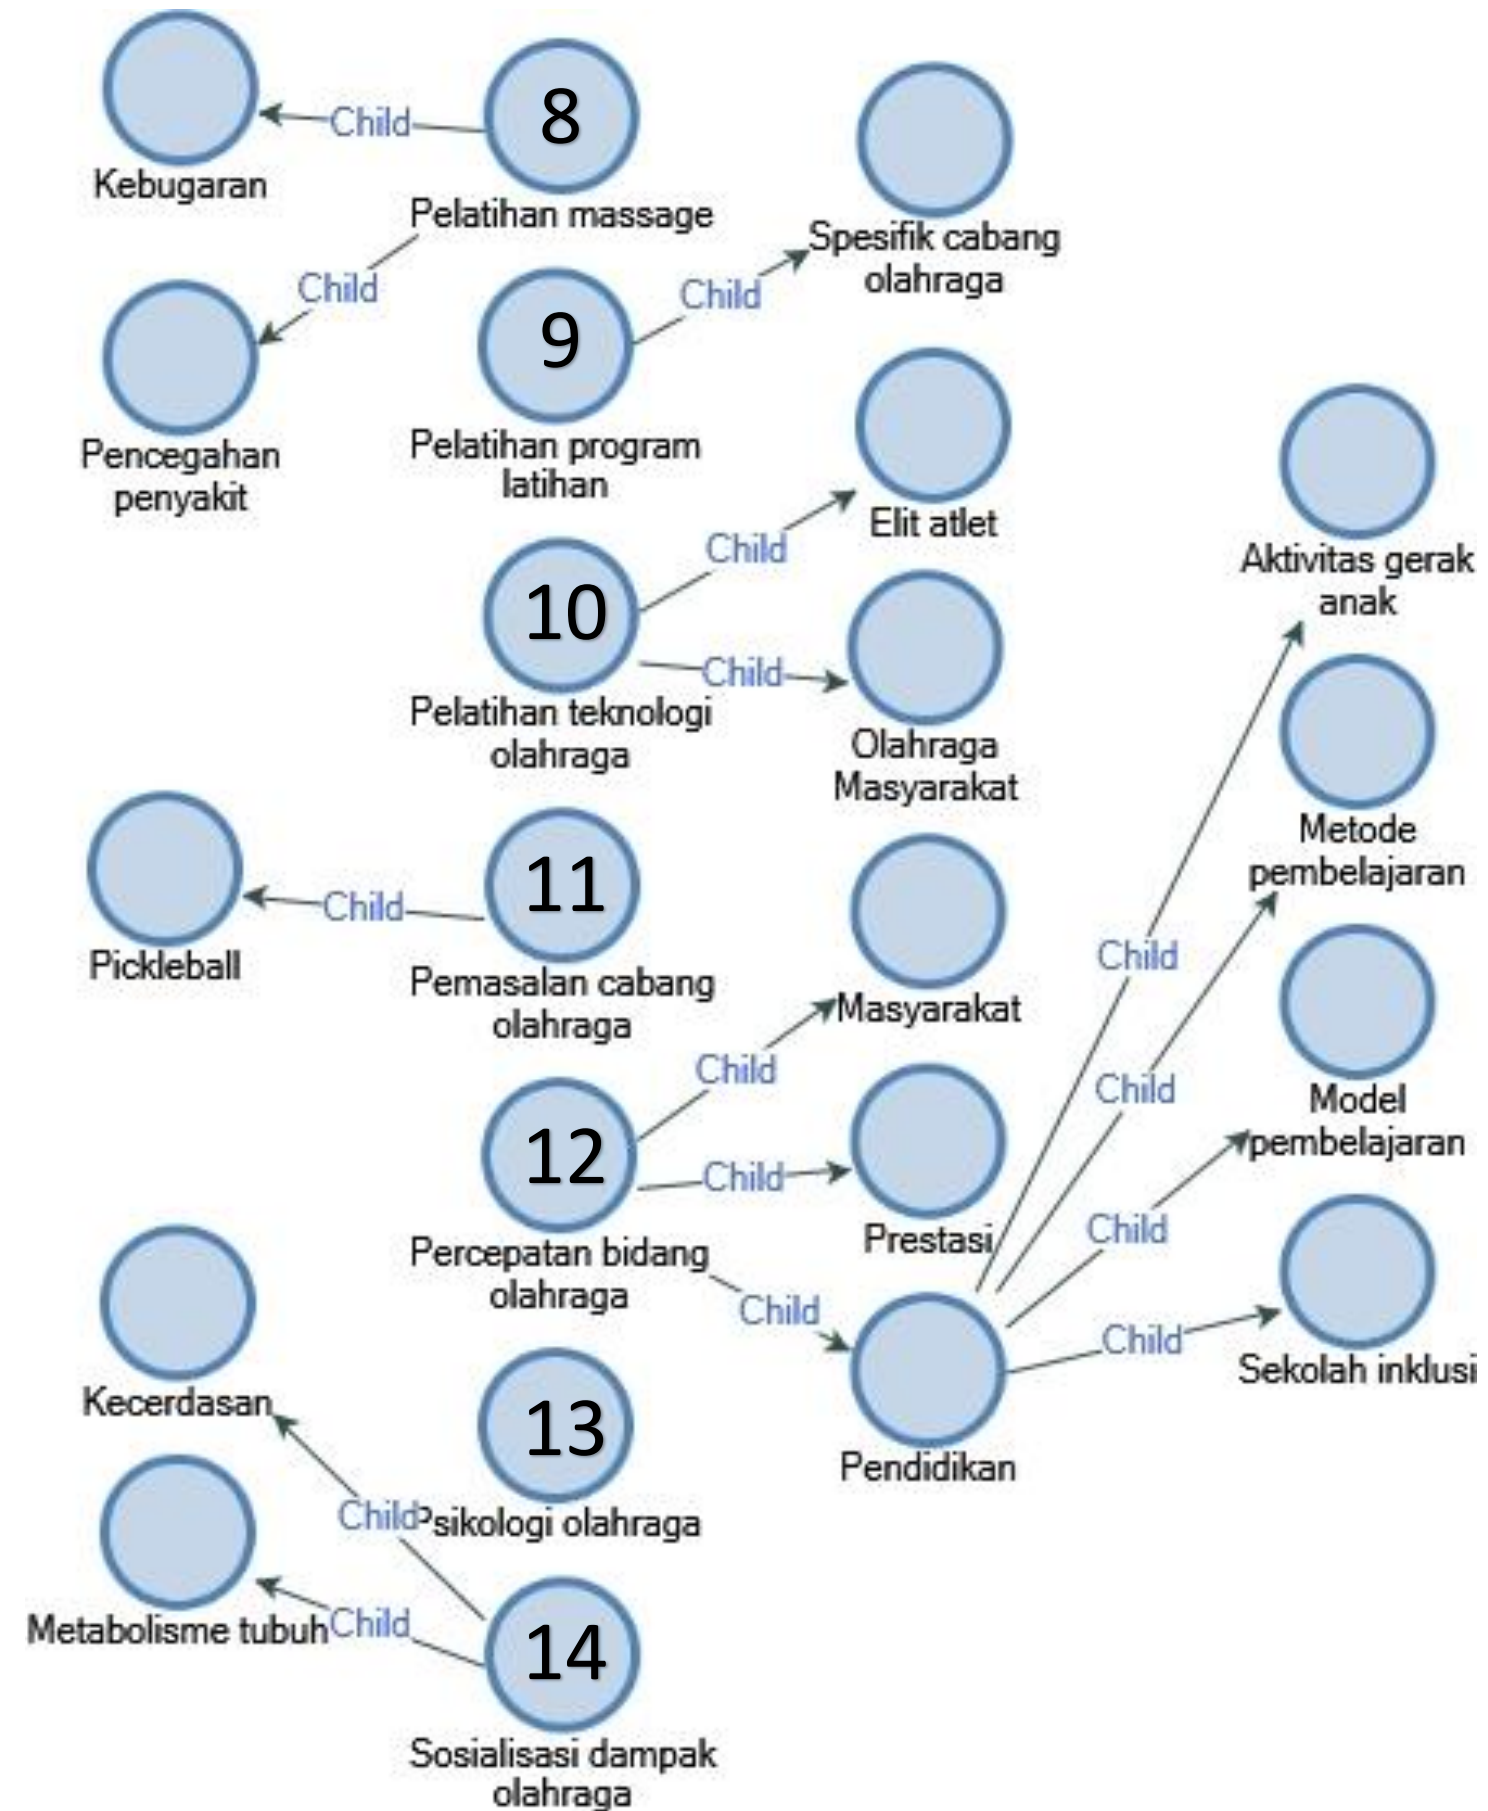 8
Child
Kebugaran
Pelatihan massage
Child
Spesifik cabang
olahraga
9
Child
Pencegahan
penyakit
Pelatihan program
latihan
Elit atlet
Child
Aktivitas gerak
anak
10
Child
Pelatihan teknologi
olahraga
Olahraga
Masyarakat
Metode
pembelajaran
11
Child
Pickleball
Pemasalan cabang
olahraga
Child
Masyarakat
Child
Child
Model
pembelajaran
12
Child
Prestasi
Percepatan bidang
olahraga
Child
Child
Child
Sekolah inklusi
Kecerdasan
13
Pendidikan
Child
Psikologi olahraga
Metabolisme tubuh
Child
14
Sosialisasi dampak
olahraga